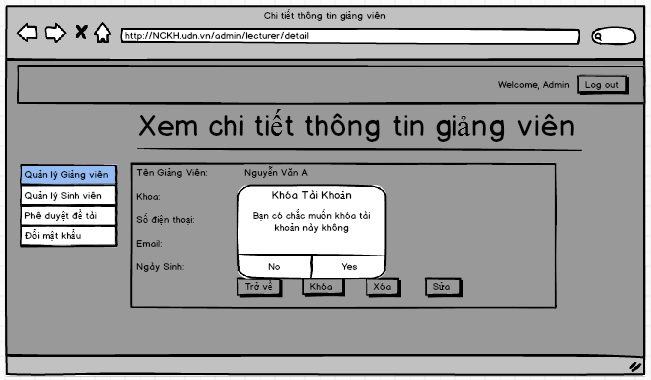 Chi tiết thông tin giảng viên
http://NCKH.udn.vn/admin/lecturer/detail
Welcome, Admin
Log out
Xem chi tiết thông tin giảng viên
Quản lý Giảng viên
Quản lý Sinh viên
Phê duyệt đề tài
Đổi mật khẩu
Tên Giảng Viên: Nguyễn Văn A
Khoa:
Số điện thoại:
Email:
Ngày Sinh:
Khóa Tài Khoản
Bạn có chắc muốn khóa tài
khoản này không
No
Yes
Trở về
Khóa
Xóa
Sửa